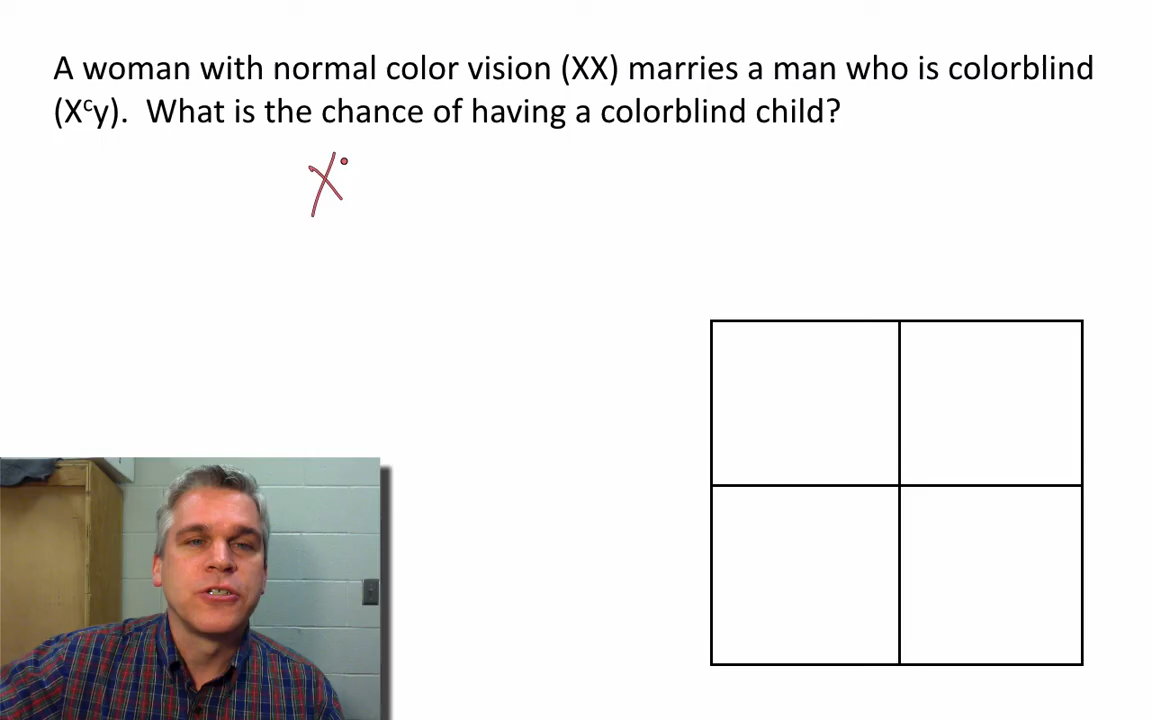 A woman with normal color vision (XX) marries a man who is colorblind
(Xᶜy).  What is the chance of having a colorblind child?
X